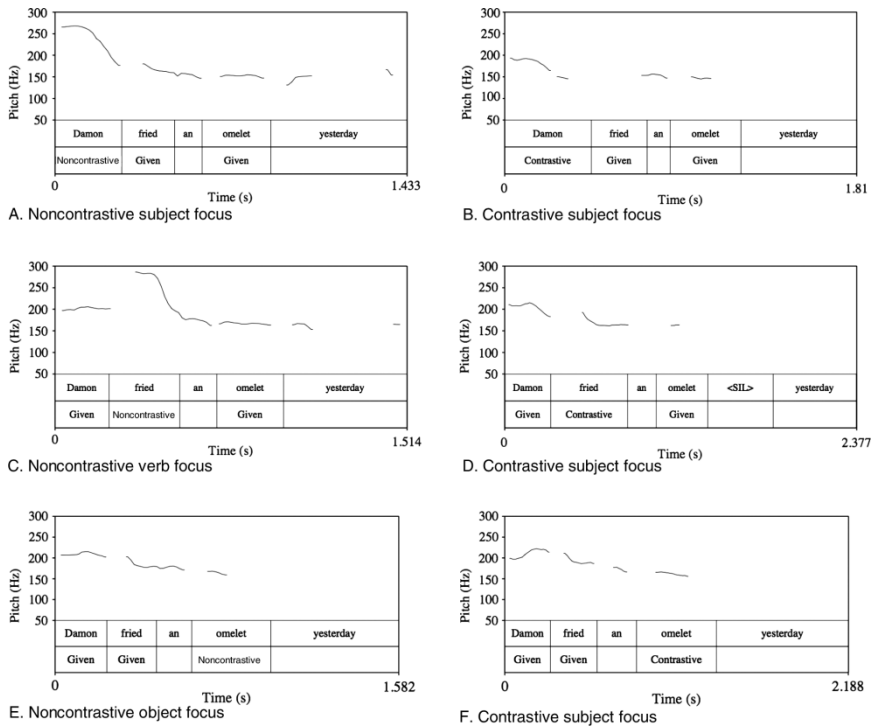 300
250
200
150
100
50
Pitch (Hz)
Damon fried an omelet yesterday
Noncontrastive Given Given
0 1.433
Time (s)
A. Noncontrastive subject focus
300
250
200
150
100
50
Pitch (Hz)
Damon fried an omelet yesterday
Contrastive Given Given
0 1.81
Time (s)
B. Contrastive subject focus
300
250
200
150
100
50
Pitch (Hz)
Damon fried an omelet yesterday
Given Noncontrastive Given
0 1.514
Time (s)
C. Noncontrastive verb focus
300
250
200
150
100
50
Pitch (Hz)
Damon fried an omelet <SIL> yesterday
Given Contrastive Given
0 2.377
Time (s)
D. Contrastive subject focus
300
250
200
150
100
50
Pitch (Hz)
Damon fried an omelet yesterday
Given Given Noncontrastive
0 1.582
Time (s)
E. Noncontrastive object focus
300
250
200
150
100
50
Pitch (Hz)
Damon fried an omelet yesterday
Given Given Contrastive
0 2.188
Time (s)
F. Contrastive subject focus